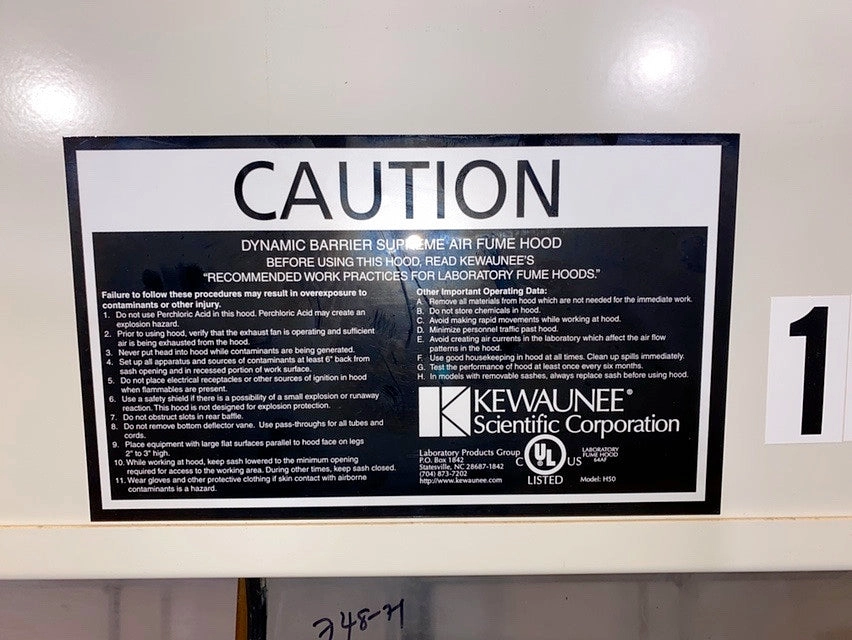 CAUTION
DYNAMIC BARRIER SUPREME AIR FUME HOOD
BEFORE USING THIS HOOD, READ KEWAUNEE'S
"RECOMMENDED WORK PRACTICES FOR LABORATORY FUME HOODS."
Failure to follow these procedures may result in overexposure to
contaminants or other injury.
1. Do not use Perchloric Acid in this hood. Perchloric Acid may create an
explosion hazard.
2. Prior to using hood, verify that the exhaust fan is operating and sufficient
air is being exhausted from the hood.
3. Never put head into hood while contaminants are being generated.
4. Set up all apparatus and sources of contaminants at least 6" back from
sash opening and in recessed portion of work surface.
5. Do not place electrical receptacles or other sources of ignition in hood
when flammables are present.
6. Use a safety shield if there is a possibility of a small explosion or runaway
reaction. This hood is not designed for explosion protection.
7. Do not obstruct slots in rear baffle.
8. Do not remove bottom deflector vane. Use pass-throughs for all tubes and
cords.
9. Place equipment with large flat surfaces parallel to hood face on legs
2" to 3" high.
10. While working at hood, keep sash lowered to the minimum opening
required for access to the working area. During other times, keep sash closed.
11. Wear gloves and other protective clothing if skin contact with airborne
contaminants is a hazard.
Other Important Operating Data:
A. Remove all materials from hood which are not needed for the immediate work.
B. Do not store chemicals in hood.
C. Avoid making rapid movements while working at hood.
D. Minimize personnel traffic past hood.
E. Avoid creating air currents in the laboratory which affect the air flow
patterns in the hood.
F. Use good housekeeping in hood at all times. Clean up spills immediately.
G. Test the performance of hood at least once every six months.
H. In models with removable sashes, always replace sash before using hood.
KEWAUNEE®
Scientific Corporation
Laboratory Products Group
P.O. Box 1842
Statesville, NC 28687-1842
(704) 873-7202
http://www.kewaunee.com
C UL US
LISTED
LABORATORY
FUME HOOD
64AF
Model: H50
1
748-H